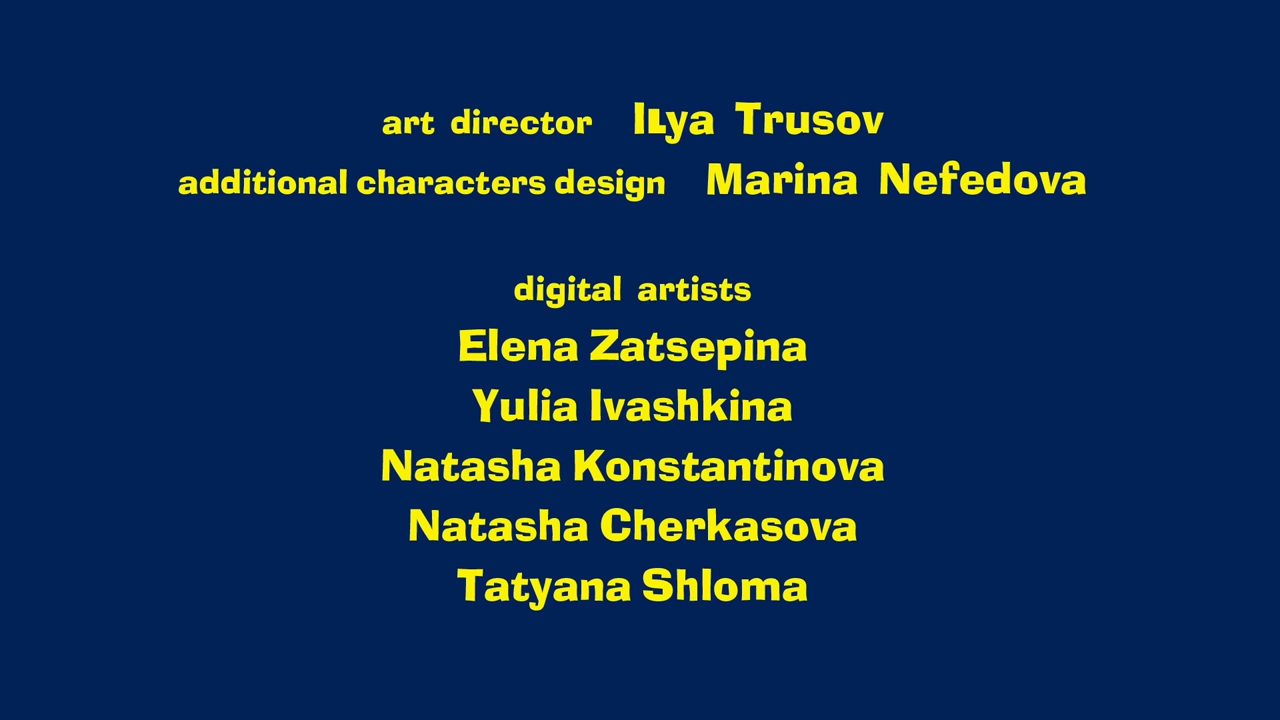 art director ILya Trusov
additional characters design Marina Nefedova
digital artists
Elena Zatsepina
Yulia Ivashkina
Natasha Konstantinova
Natasha Cherkasova
Tatyana Shloma